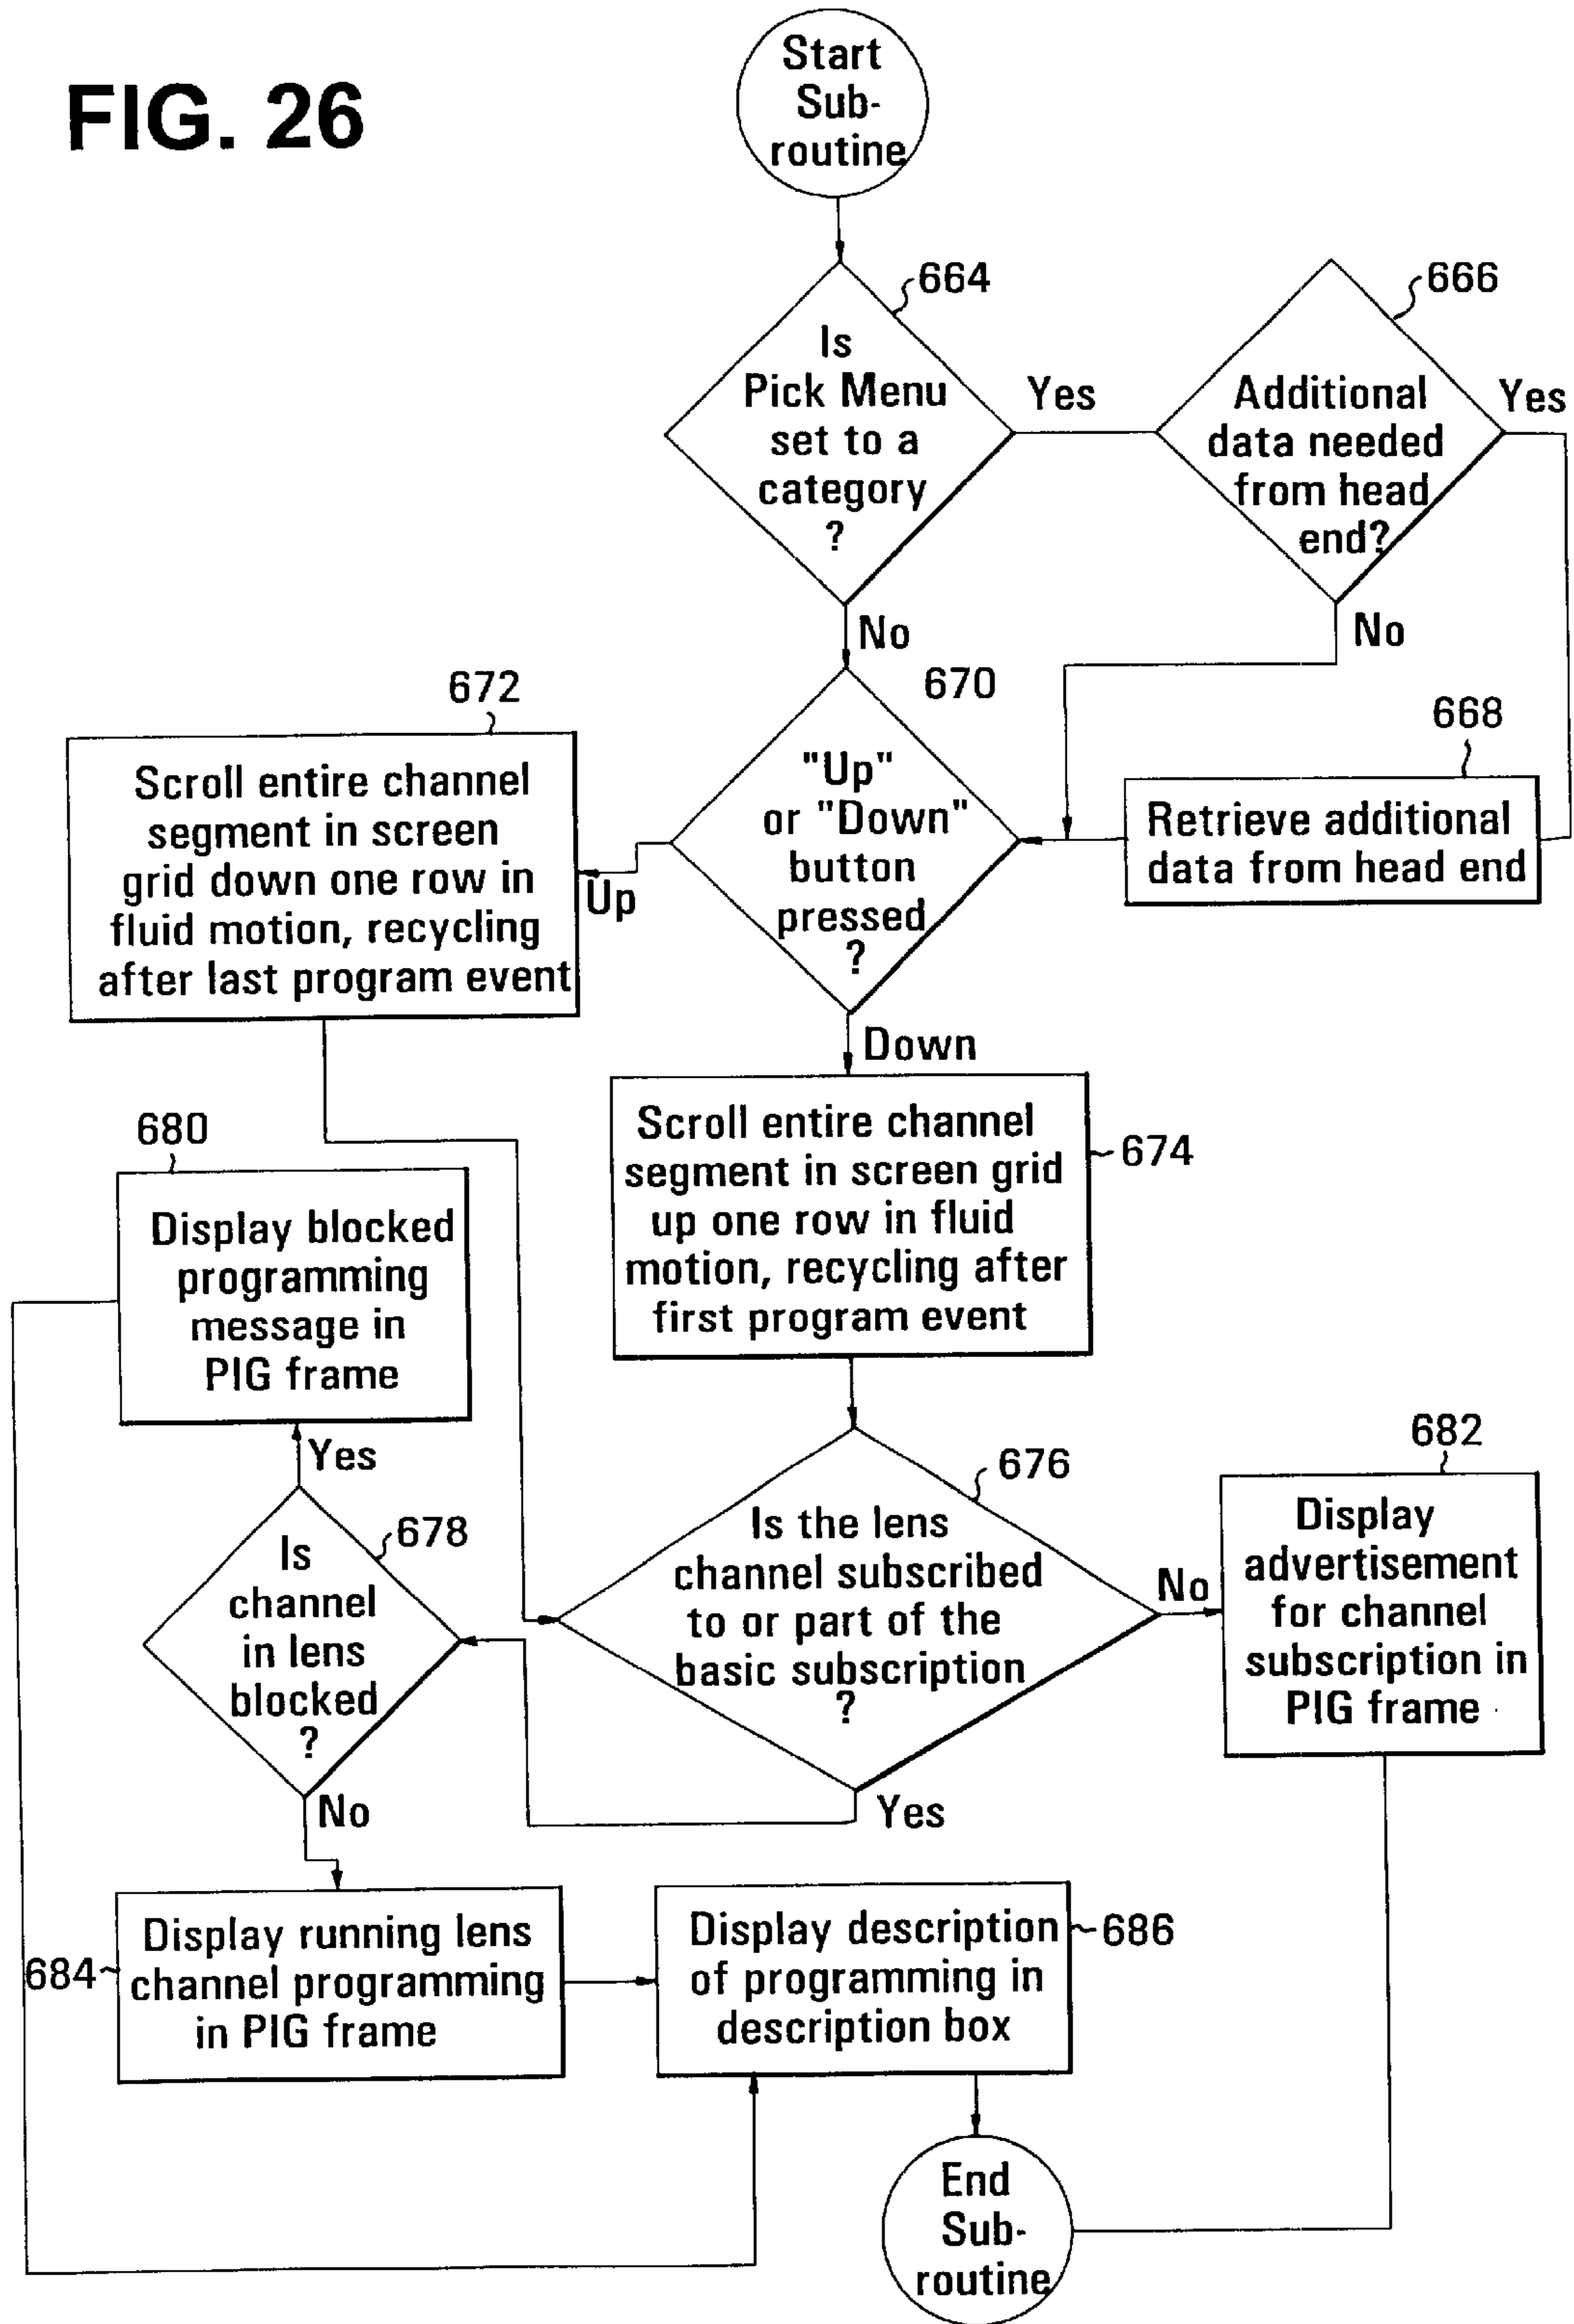 FIG. 26
Start
Sub-
routine
664
Is
Pick Menu
set to a
category
?
Yes
666
Additional
data needed
from head
end?
Yes
No
No
670
"Up"
or "Down"
button
pressed
?
668
Retrieve additional
data from head end
672
Scroll entire channel
segment in screen
grid down one row in
fluid motion, recycling
after last program event
Up
Down
Scroll entire channel
segment in screen grid
up one row in fluid
motion, recycling after
first program event
674
680
Display blocked
programming
message in
PIG frame
Yes
678
Is
channel
in lens
blocked
?
No
676
Is the lens
channel subscribed
to or part of the
basic subscription
?
No
Yes
682
Display
advertisement
for channel
subscription in
PIG frame
684
Display running lens
channel programming
in PIG frame
Display description
of programming in
description box
686
End
Sub-
routine